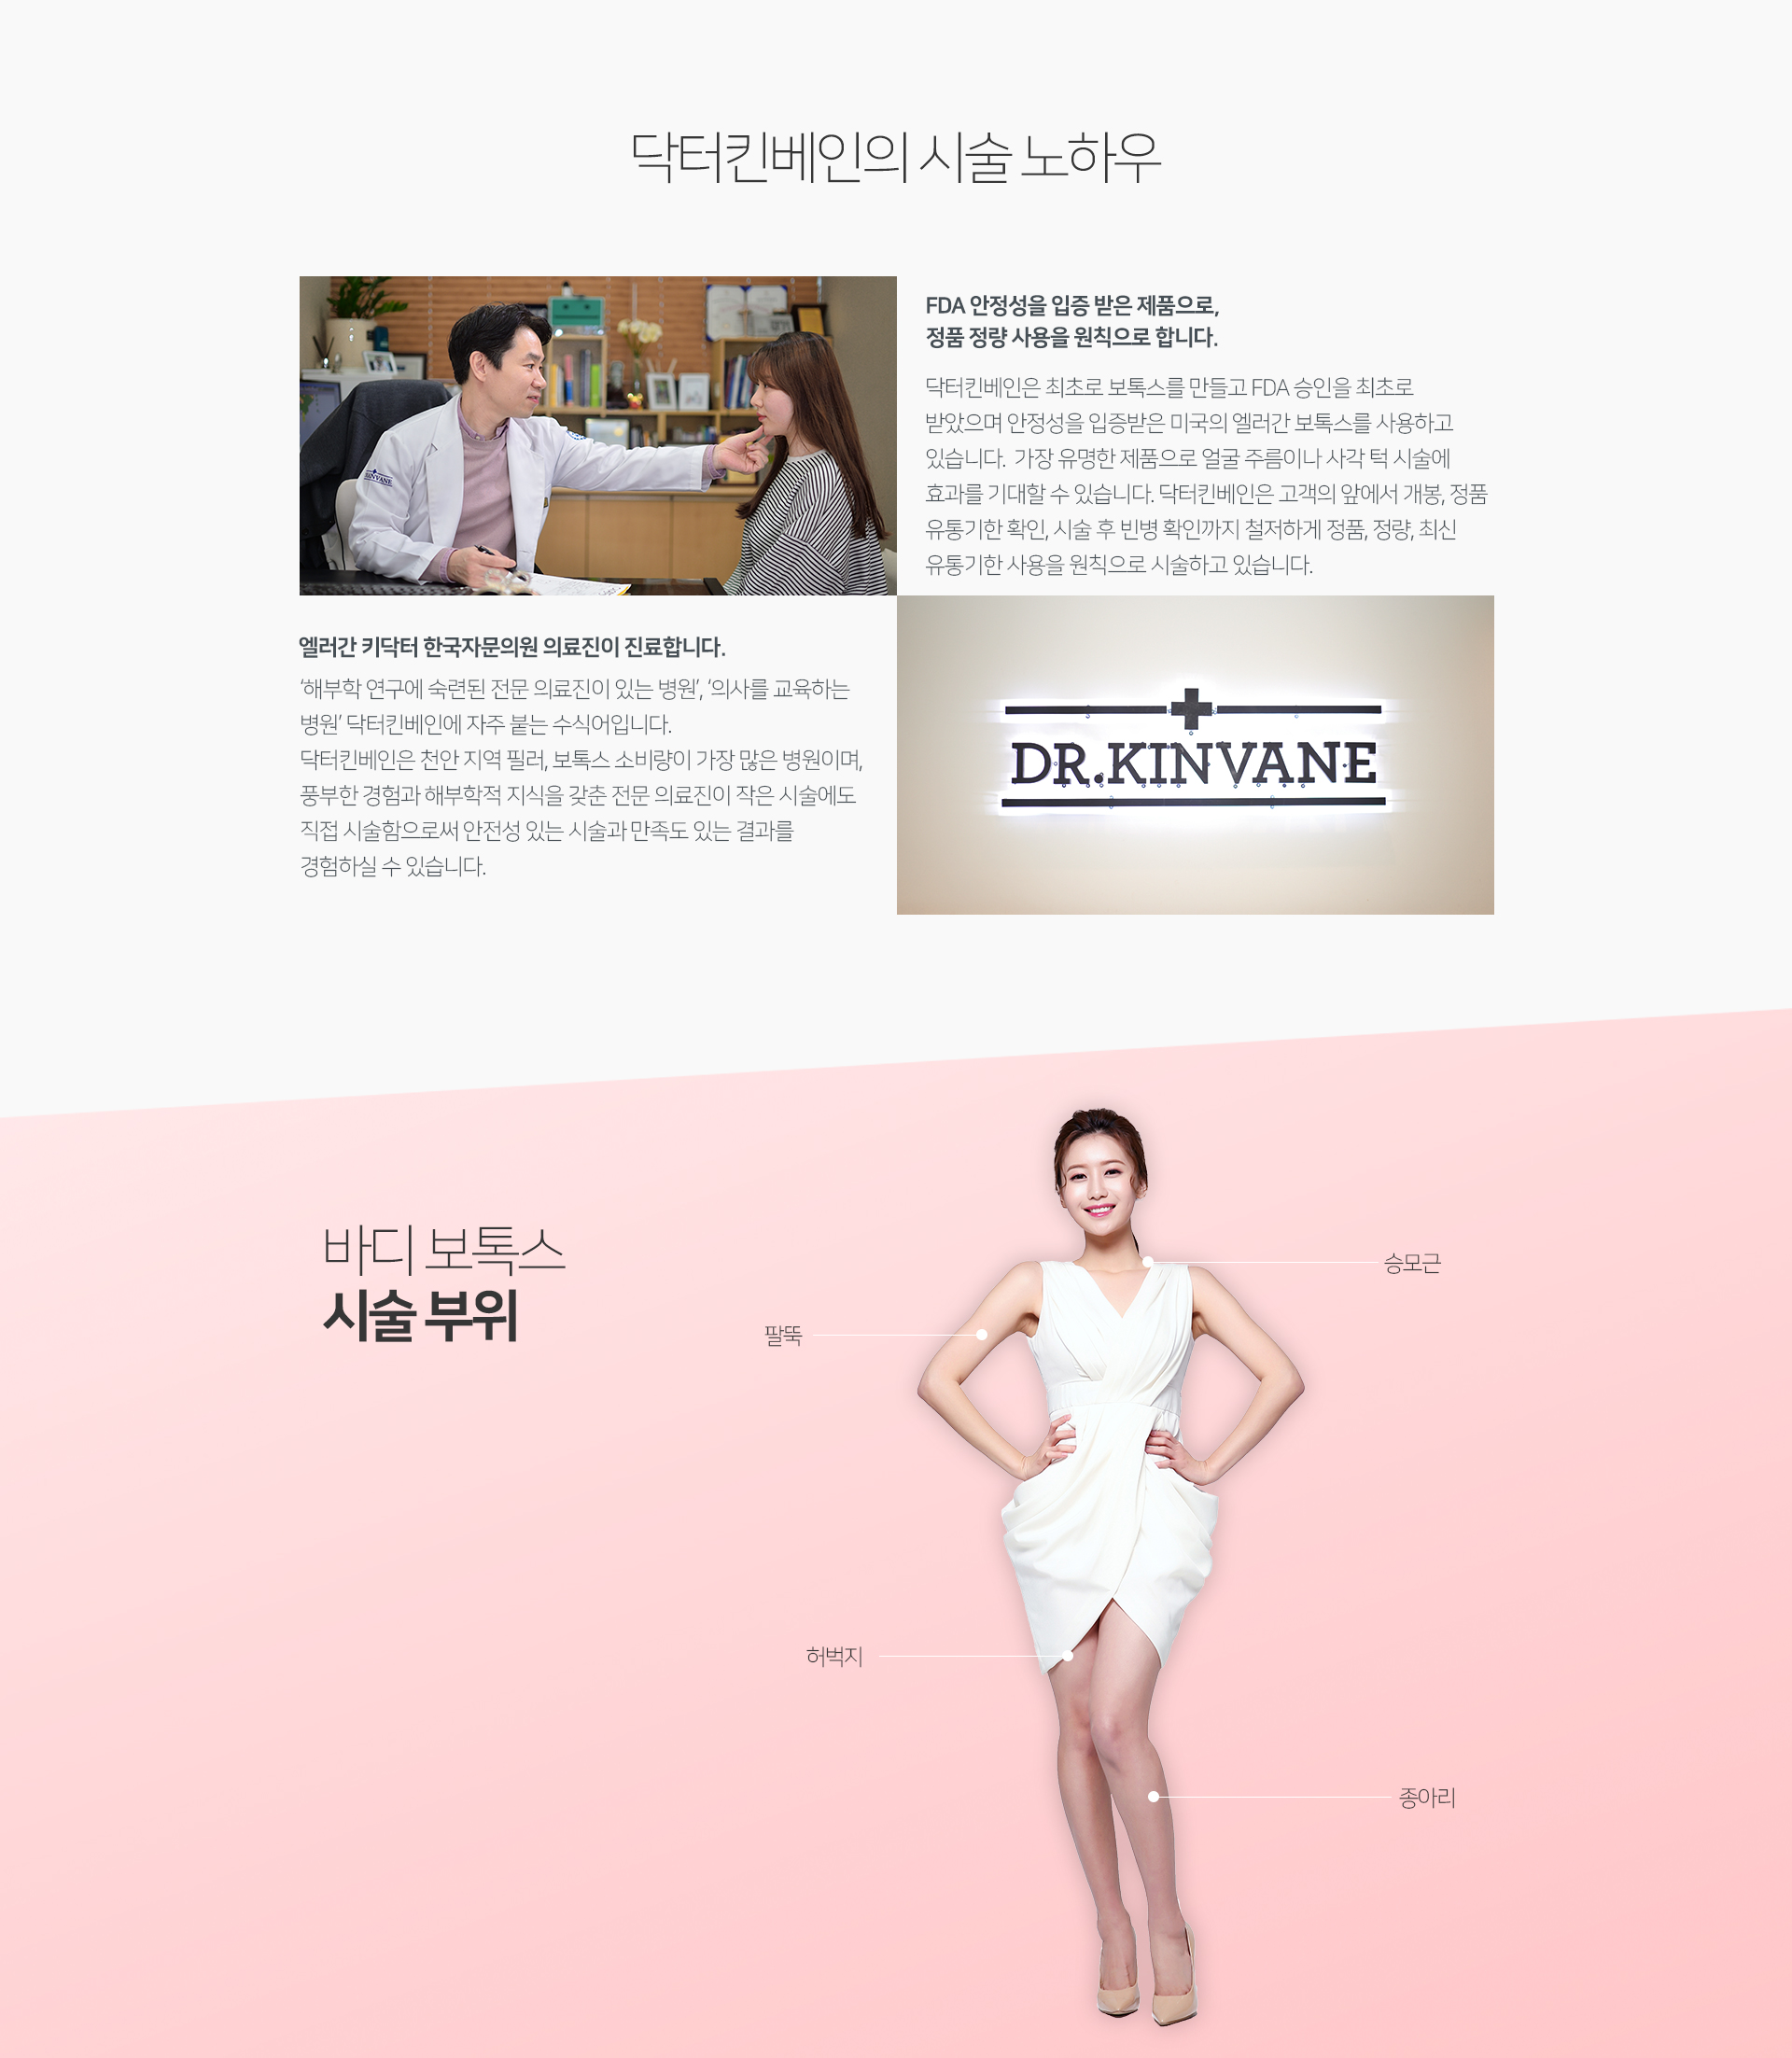 닥터킨베인의 시술 노하우
FDA 안정성을 입증 받은 제품으로,
정품 정량 사용을 원칙으로 합니다.
닥터킨베인은 최초로 보톡스를 만들고 FDA 승인을 최초로
받았으며 안정성을 입증받은 미국의 엘러간 보톡스를 사용하고
있습니다. 가장 유명한 제품으로 얼굴 주름이나 사각 턱 시술에
효과를 기대할 수 있습니다. 닥터킨베인은 고객의 앞에서 개봉, 정품
유통기한 확인, 시술 후 빈병 확인까지 철저하게 정품, 정량, 최신
유통기한 사용을 원칙으로 시술하고 있습니다.
KINVANE
엘러간 키닥터 한국자문의원 의료진이 진료합니다.
‘해부학 연구에 숙련된 전문 의료진이 있는 병원’, ‘의사를 교육하는
병원’ 닥터킨베인에 자주 붙는 수식어입니다.
닥터킨베인은 천안 지역 필러, 보톡스 소비량이 가장 많은 병원이며,
풍부한 경험과 해부학적 지식을 갖춘 전문 의료진이 작은 시술에도
직접 시술함으로써 안전성 있는 시술과 만족도 있는 결과를
경험하실 수 있습니다.
DR.KINVANE
바디 보톡스
시술 부위
승모근
팔뚝
허벅지
종아리